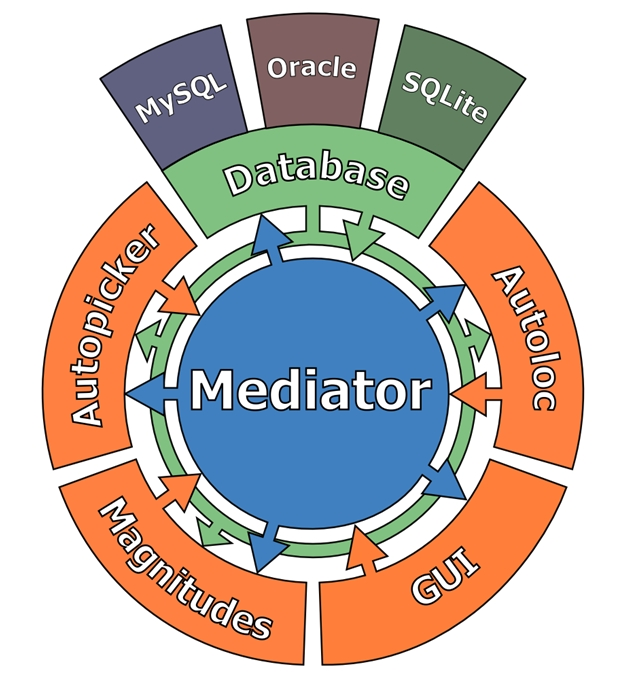 MySQL
Oracle
SQLite
Database
Autopicker
Autoloc
Mediator
Magnitudes
GUI